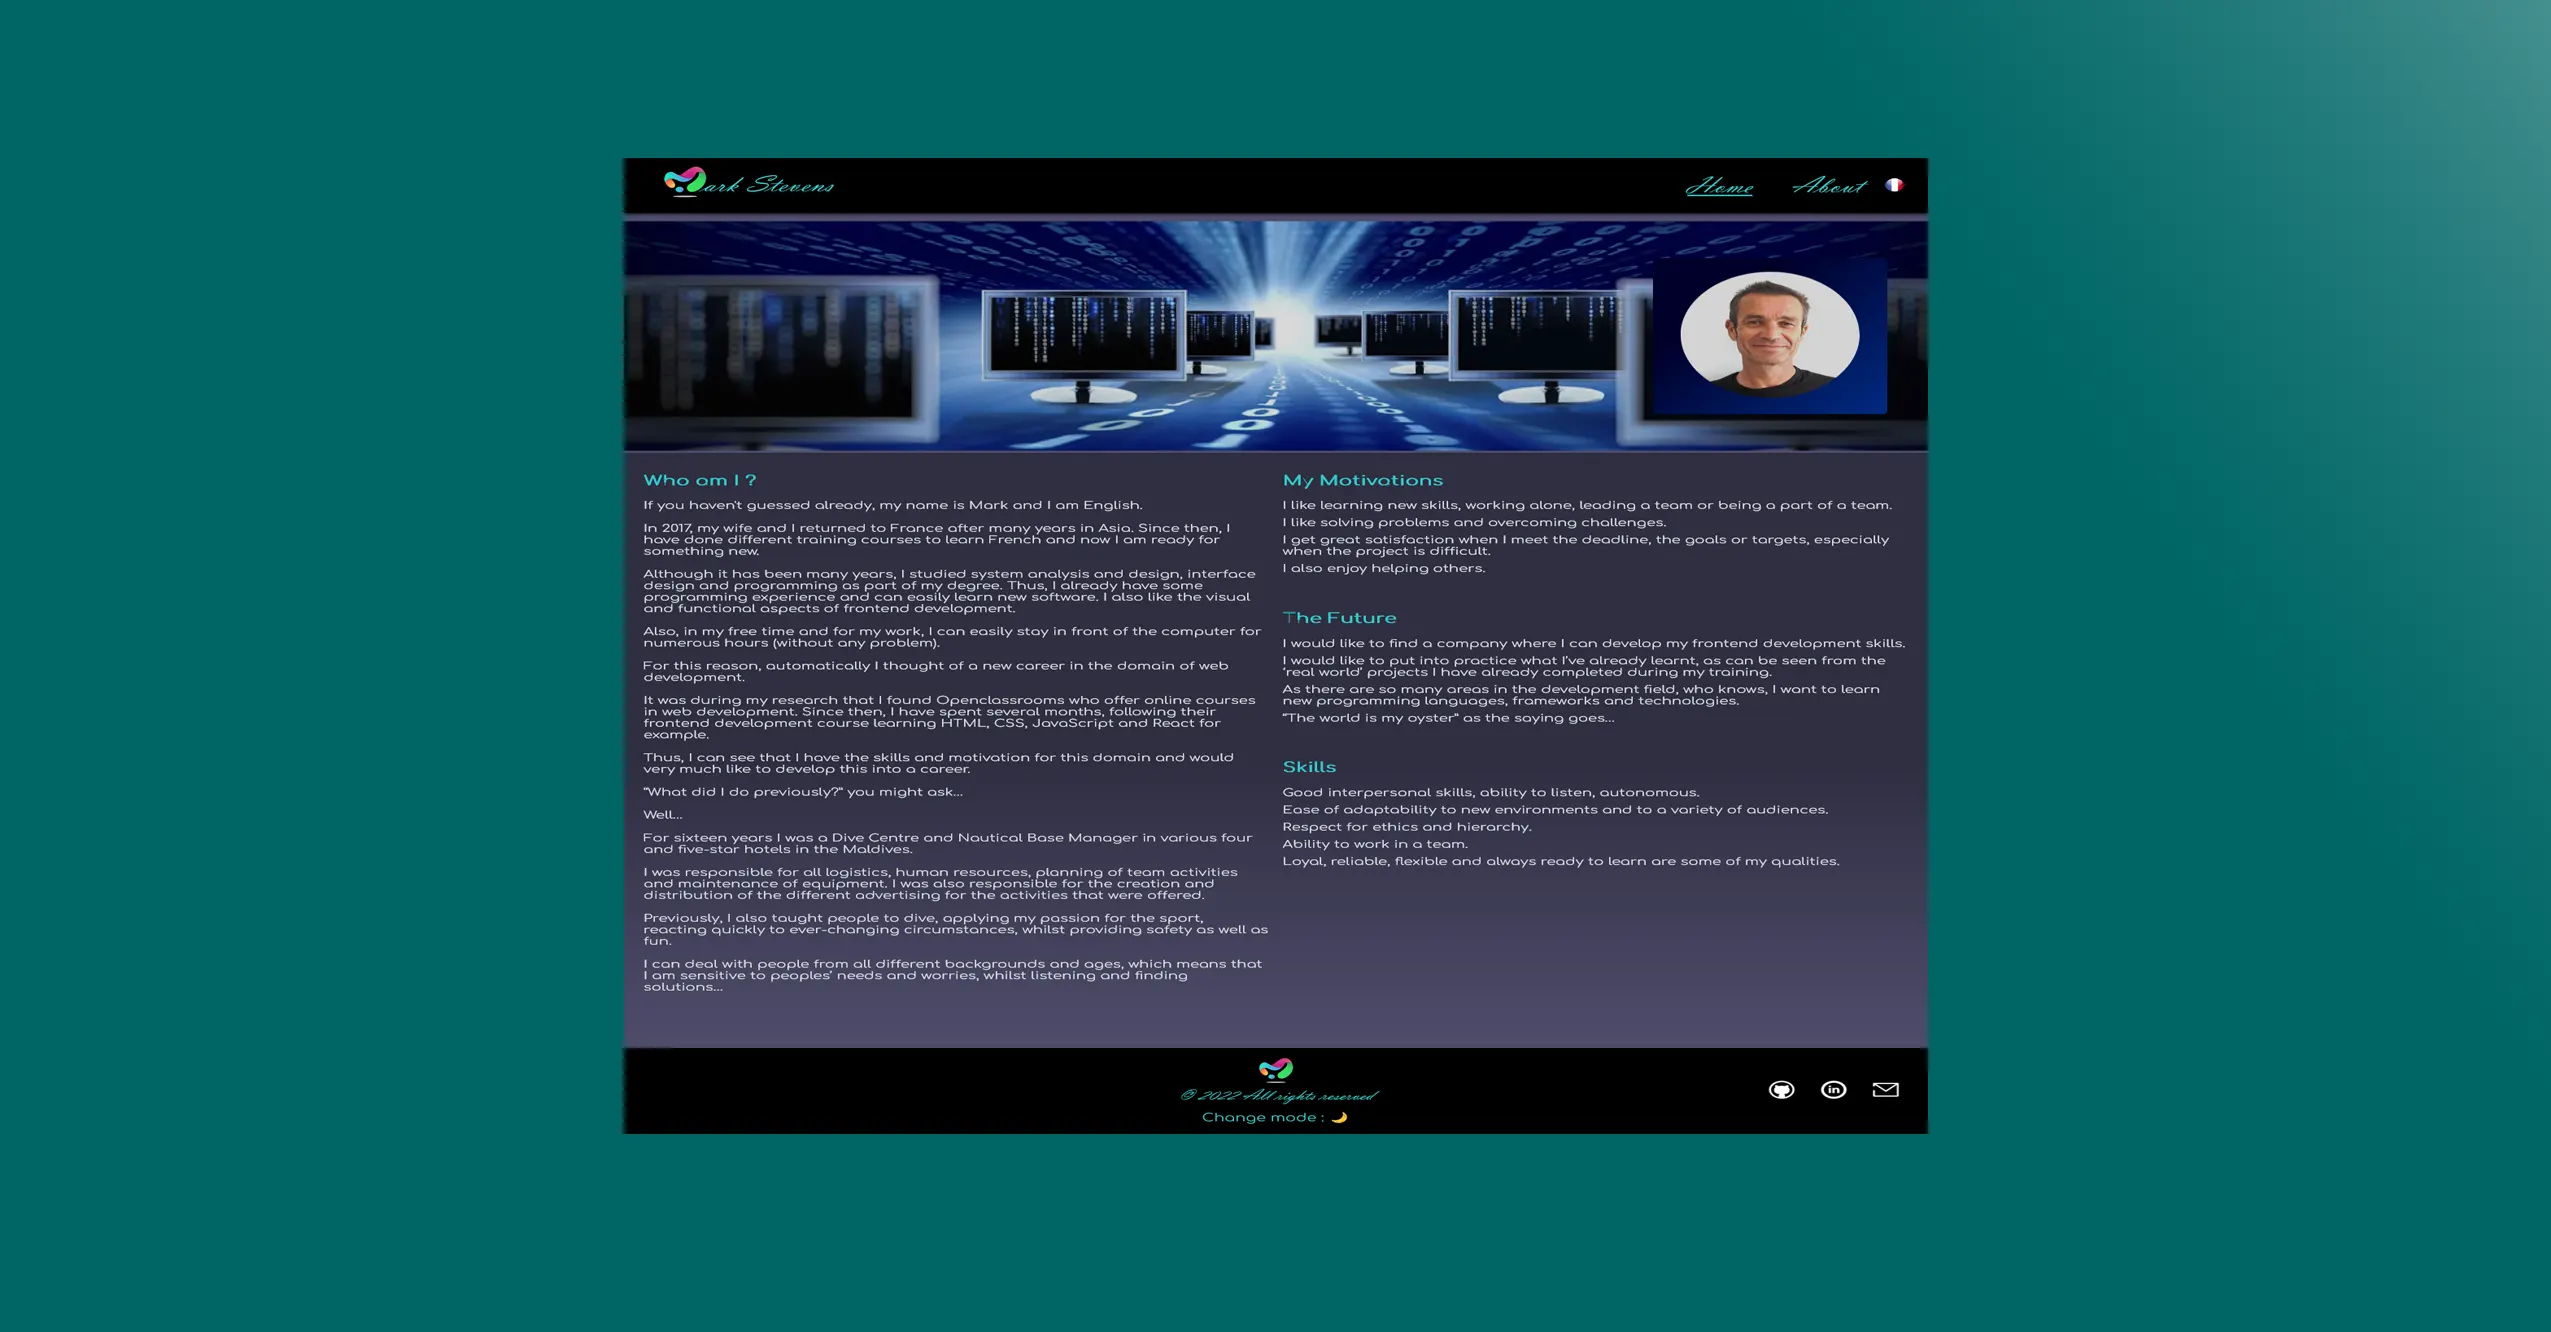 ark Stevens
Home
About
Who am I ?
If you haven't guessed already, my name is Mark and I am English.
In 2017, my wife and I returned to France after many years in Asia. Since then, I
have done different training courses to learn French and now I am ready for
something new.
Although it has been many years, I studied system analysis and design, interface
design and programming as part of my degree. Thus, I already have some
programming experience and can easily learn new software. I also like the visual
and functional aspects of frontend development.
Also, in my free time and for my work, I can easily stay in front of the computer for
numerous hours (without any problem).
For this reason, automatically I thought of a new career in the domain of web
development.
It was during my research that I found Openclassrooms who offer online courses
in web development. Since then, I have spent several months, following their
frontend development course learning HTML, CSS, JavaScript and React for
example.
Thus, I can see that I have the skills and motivation for this domain and would
very much like to develop this into a career.
"What did I do previously?" you might ask...
Well...
For sixteen years I was a Dive Centre and Nautical Base Manager in various four
and five-star hotels in the Maldives.
I was responsible for all logistics, human resources, planning of team activities
and maintenance of equipment. I was also responsible for the creation and
distribution of the different advertising for the activities that were offered.
Previously, I also taught people to dive, applying my passion for the sport,
reacting quickly to ever-changing circumstances, whilst providing safety as well as
fun.
I can deal with people from all different backgrounds and ages, which means that
I am sensitive to peoples' needs and worries, whilst listening and finding
solutions...
My Motivations
I like learning new skills, working alone, leading a team or being a part of a team.
I like solving problems and overcoming challenges.
I get great satisfaction when I meet the deadline, the goals or targets, especially
when the project is difficult.
I also enjoy helping others.
The Future
I would like to find a company where I can develop my frontend development skills.
I would like to put into practice what I've already learnt, as can be seen from the
'real world' projects I have already completed during my training.
As there are so many areas in the development field, who knows, I want to learn
new programming languages, frameworks and technologies.
"The world is my oyster" as the saying goes...
Skills
Good interpersonal skills, ability to listen, autonomous.
Ease of adaptability to new environments and to a variety of audiences.
Respect for ethics and hierarchy.
Ability to work in a team.
Loyal, reliable, flexible and always ready to learn are some of my qualities.
© 2022 All rights reserved
Change mode :
in